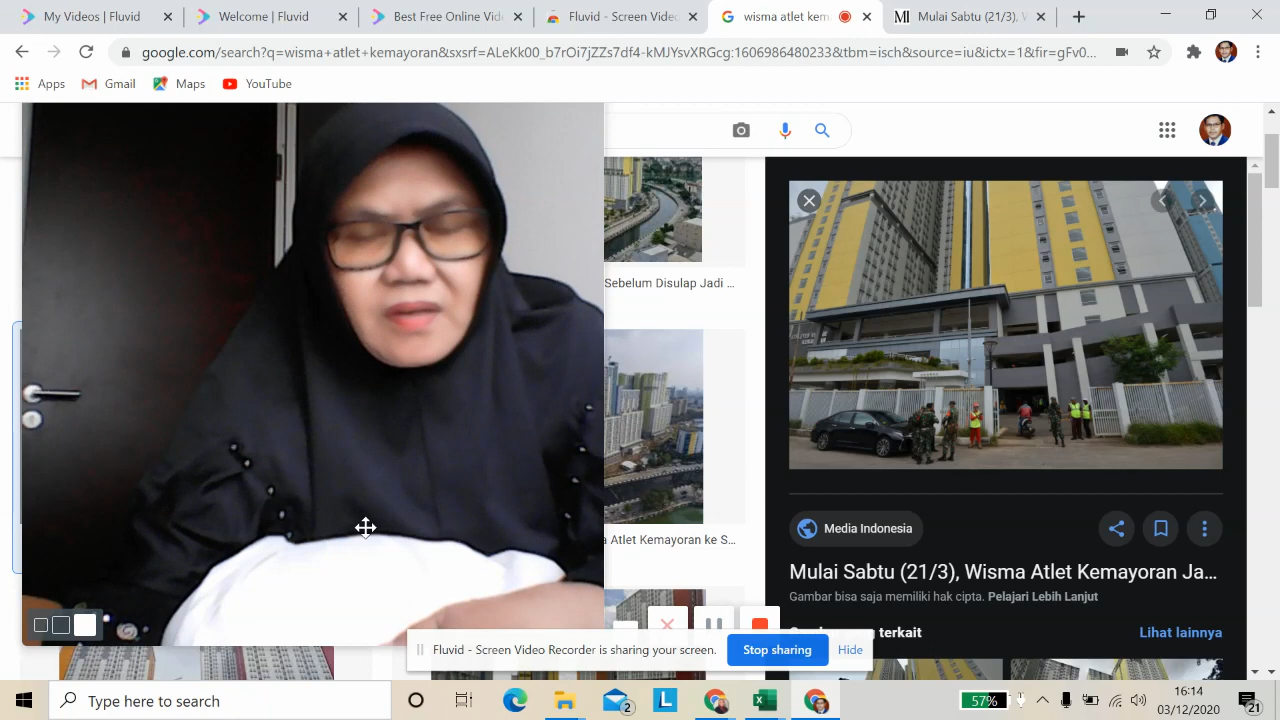 My Videos | Fluvid
Welcome | Fluvid
Best Free Online Vide
Fluvid - Screen Video
wisma atlet kem
Mulai Sabtu (21/3), W
google.com/search?q=wisma+atlet+kemayoran&sxsrf=ALeKk00_b7rOi7jZZs7df4-kMJYsvXRGcg:1606986480233&tbm=isch&source=iu&ictx=1&fir=gFv0...
Apps
Gmail
Maps
YouTube
Sebelum Disulap Jadi ...
Atlet Kemayoran ke S...
Media Indonesia
Mulai Sabtu (21/3), Wisma Atlet Kemayoran Ja...
Gambar bisa saja memiliki hak cipta. Pelajari Lebih Lanjut
terkait
Lihat lainnya
Fluvid - Screen Video Recorder is sharing your screen.
Stop sharing
Hide
Type here to search
2
57%
16:14
03/12/2020
21